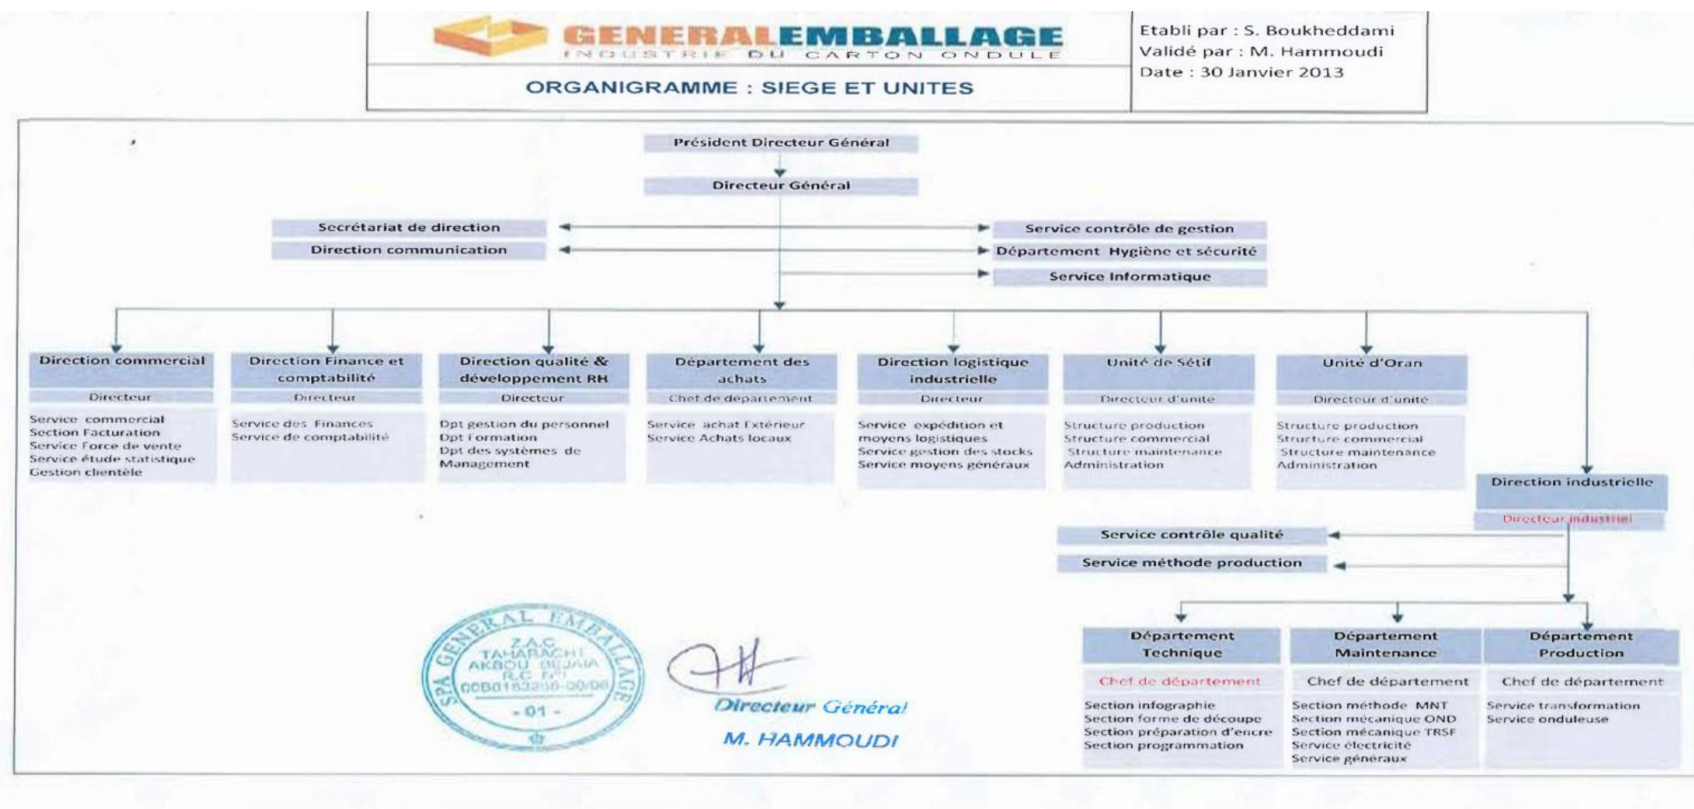 GENERAL EMBALLAGE
INDUSTRIE DU CARTON ONDULE
ORGANIGRAMME : SIEGE ET UNITES
Etabli par : S. Boukheddami
Validé par : M. Hammoudi
Date : 30 Janvier 2013
Président Directeur Général
Directeur Général
Secrétariat de direction
Service contrôle de gestion
Direction communication
Département Hygiène et sécurité
Service Informatique
Direction commercial
Directeur
Service commercial
Section Facturation
Service Force de vente
Service étude statistique
Gestion clientèle
Direction Finance et
comptabilité
Directeur
Service des Finances
Service de comptabilité
Direction qualité &
développement RH
Directeur
Dpt gestion du personnel
Dpt Formation
Dpt des systèmes de
Management
Département des
achats
Chef de département
Service achat Extérieur
Service Achats locaux
Direction logistique
industrielle
Directeur
Service expédition et
moyens logistiques
Service gestion des stocks
Service moyens généraux
Unité de Sétif
Directeur d'unité
Structure production
Structure commercial
Structure maintenance
Administration
Unité d'Oran
Directeur d'unité
Structure production
Structure commercial
Structure maintenance
Administration
Direction industrielle
Directeur industriel
Service contrôle qualité
Service méthode production
Département
Technique
Chef de département
Section infographie
Section forme de découpe
Section préparation d'encre
Section programmation
Département
Maintenance
Chef de département
Section méthode MNT
Section mécanique OND
Section mécanique TRSF
Service électricité
Service généraux
Département
Production
Chef de département
Service transformation
Service onduleuse
SPA GENERAL EMBALLAGE
Z.A.C.
TAHARACHT
AKBOU BEJAIA
R.C. N°
- 01 -
Directeur Général
M. HAMMOUDI